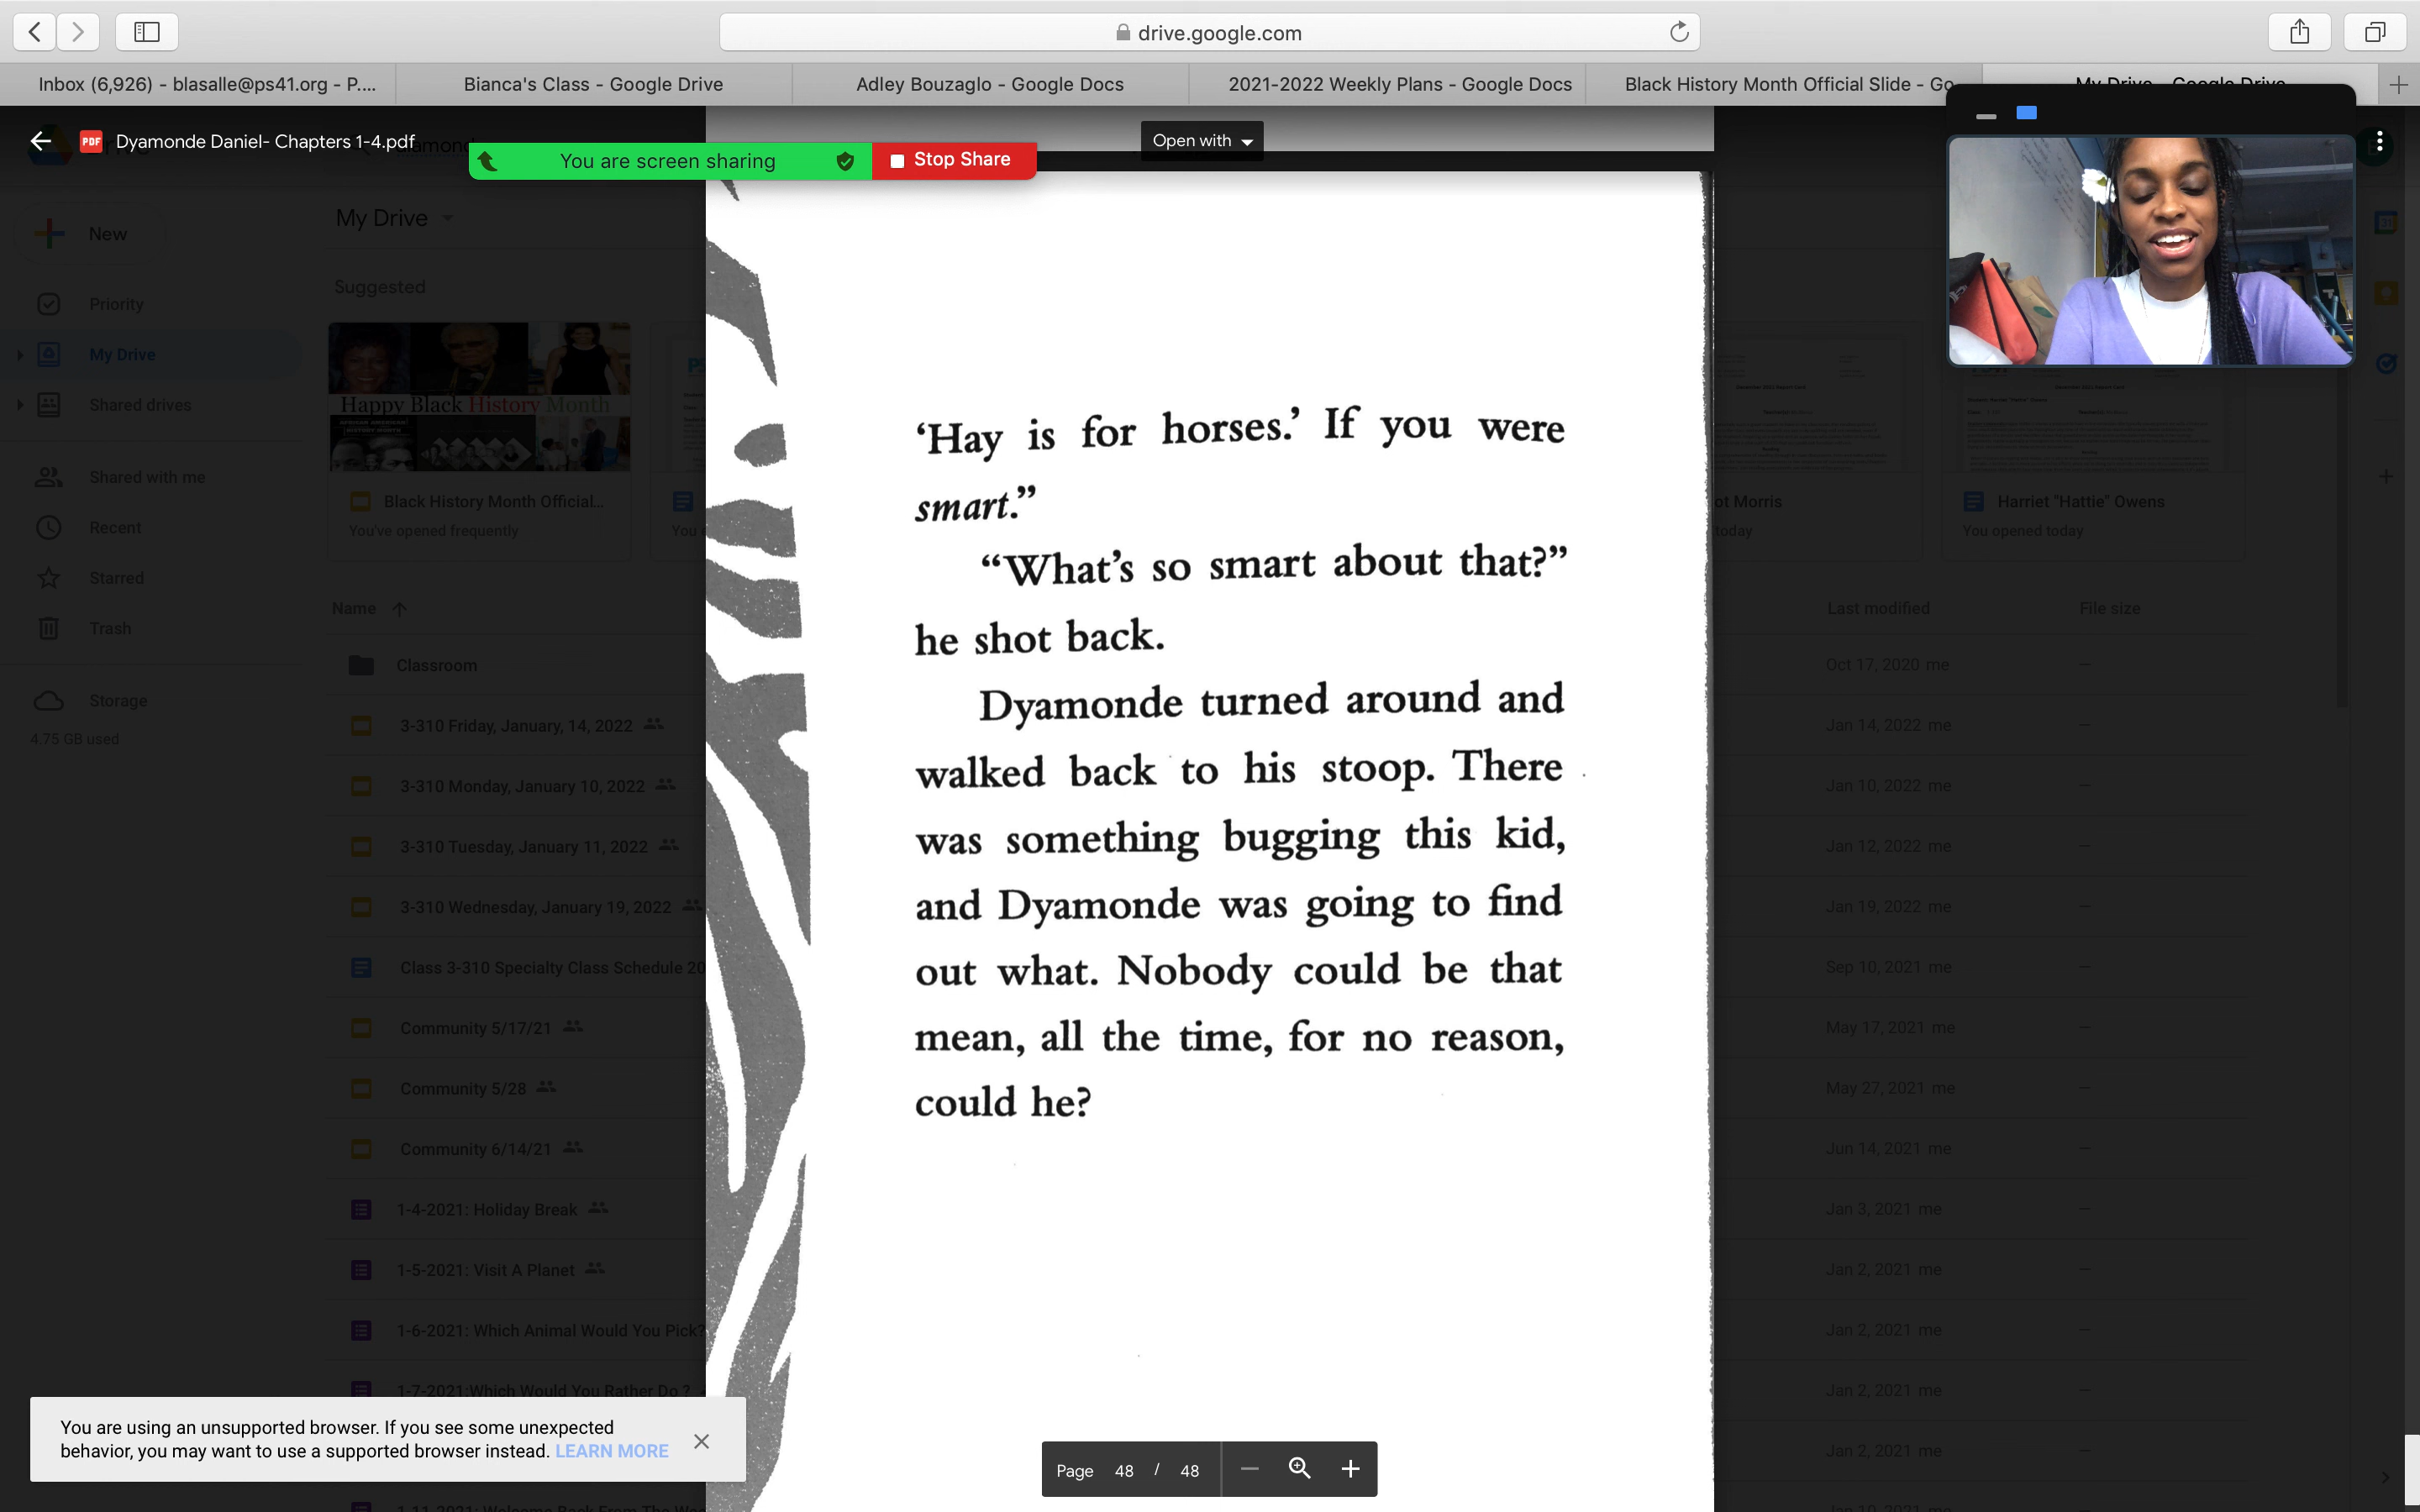 drive.google.com
Inbox (6,926) - blasalle@ps41.org - P....
Bianca's Class - Google Drive
Adley Bouzaglo - Google Docs
2021-2022 Weekly Plans - Google Docs
Black History Month Official Slide - Go...
My Drive - Google Drive
PDF
Dyamonde Daniel- Chapters 1-4.pdf
Open with
You are screen sharing
Stop Share
New
Priority
My Drive
Shared drives
Shared with me
Recent
Starred
Trash
Storage
4.75 GB used
My Drive
Suggested
Happy Black History Month
Black History Month Official...
You've opened frequently
ot Morris
today
Harriet "Hattie" Owens
You opened today
Name
Last modified
File size
Classroom
Oct 17, 2020 me
3-310 Friday, January, 14, 2022
Jan 14, 2022 me
3-310 Monday, January 10, 2022
Jan 10, 2022 me
3-310 Tuesday, January 11, 2022
Jan 12, 2022 me
3-310 Wednesday, January 19, 2022
Jan 19, 2022 me
Class 3-310 Specialty Class Schedule 20
Sep 10, 2021 me
Community 5/17/21
May 17, 2021 me
Community 5/28
May 27, 2021 me
Community 6/14/21
Jun 14, 2021 me
1-4-2021: Holiday Break
Jan 3, 2021 me
1-5-2021: Visit A Planet
Jan 2, 2021 me
1-6-2021: Which Animal Would You Pick?
Jan 2, 2021 me
1-7-2021:Which Would You Rather Do ?
Jan 2, 2021 me
Jan 2, 2021 me
‘Hay is for horses.’ If you were
smart.”
“What’s so smart about that?”
he shot back.
Dyamonde turned around and
walked back to his stoop. There
was something bugging this kid,
and Dyamonde was going to find
out what. Nobody could be that
mean, all the time, for no reason,
could he?
You are using an unsupported browser. If you see some unexpected
behavior, you may want to use a supported browser instead. LEARN MORE
Page 48 / 48